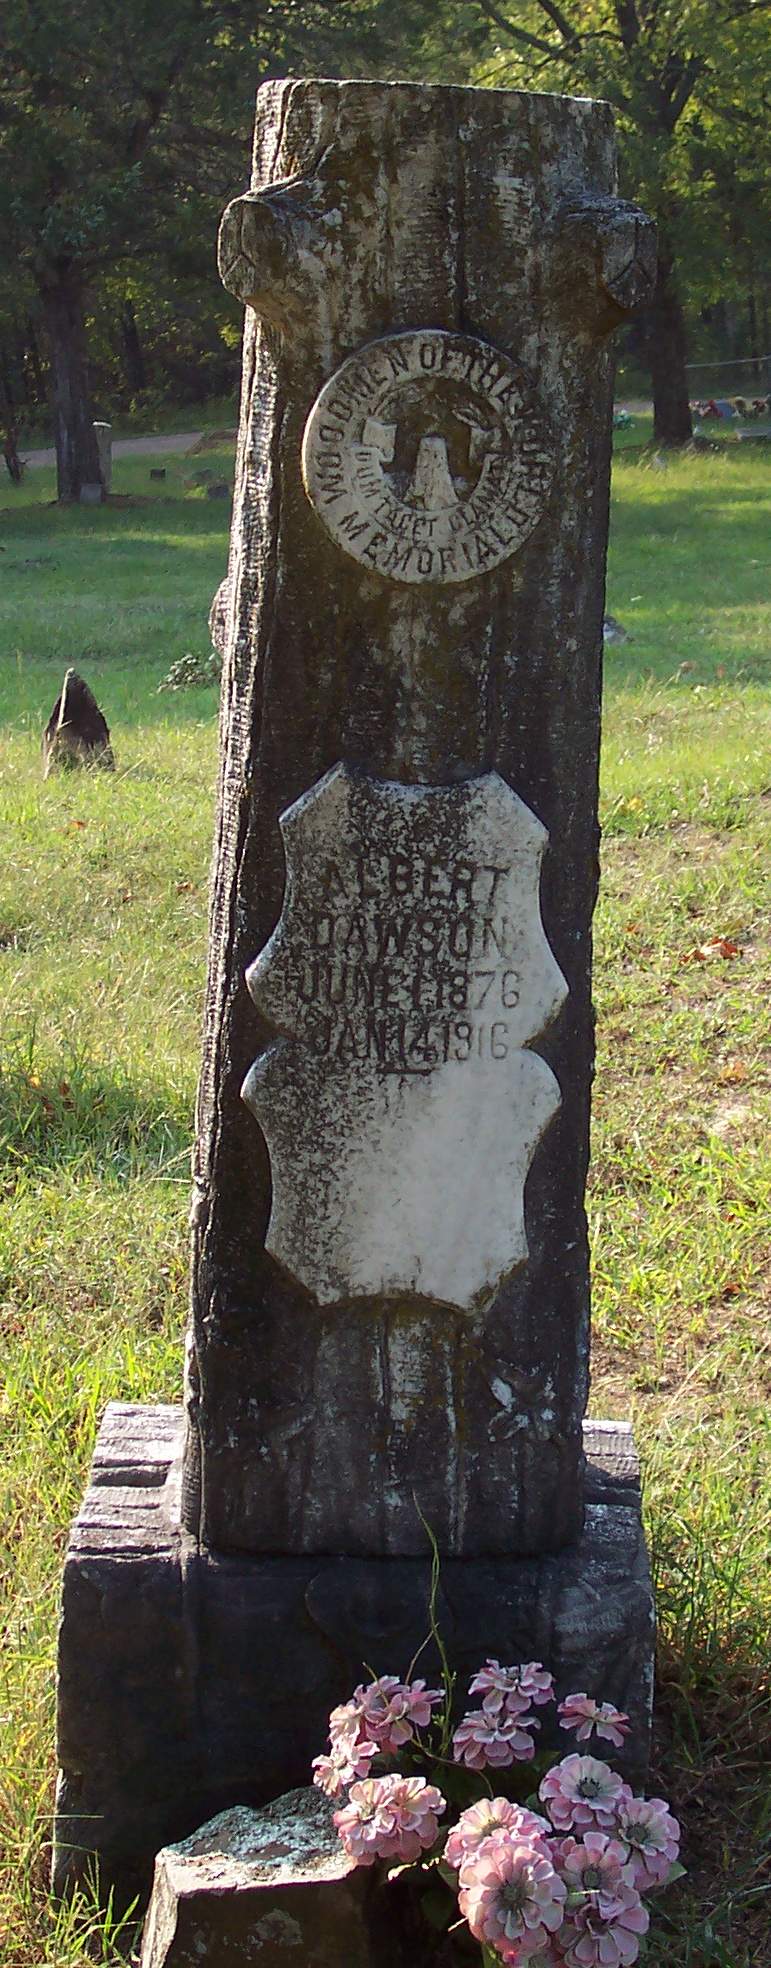 WOODMEN OF THE WORLD
DUM TACET CLAMAT
MEMORIAL
ALBERT
DAWSON
JUNE 1 1876
JAN 14, 1916